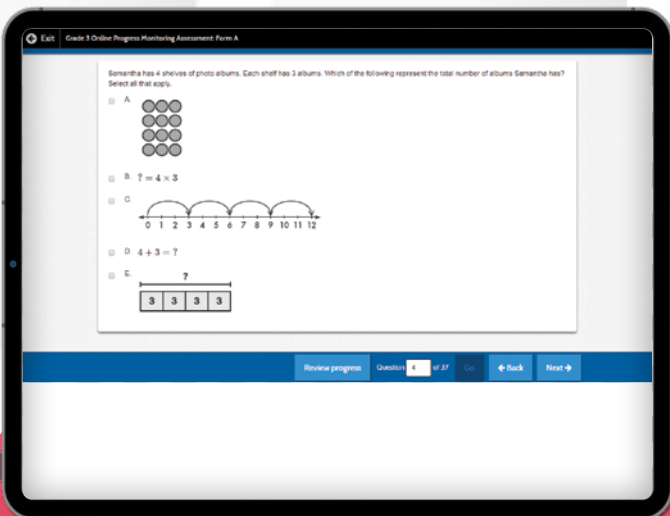 Exit Grade 3 Online Progress Monitoring Assessment: Form A
Samantha has 4 shelves of photo albums. Each shelf has 3 albums. Which of the following represent the total number of albums Samantha has?
Select all that apply.
A.
B. ? = 4 × 3
C.
0 1 2 3 4 5 6 7 8 9 10 11 12
D. 4 + 3 = ?
E.
?
3 3 3 3
Review progress Question 4 of 37 Go Back Next